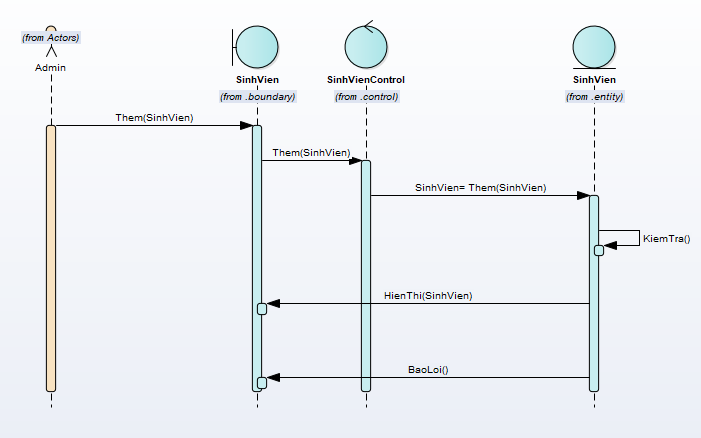 (from Actors)
Admin
SinhVien
(from .boundary)
SinhVienControl
(from .control)
SinhVien
(from .entity)
Them(SinhVien)
Them(SinhVien)
SinhVien= Them(SinhVien)
KiemTra()
HienThi(SinhVien)
BaoLoi()